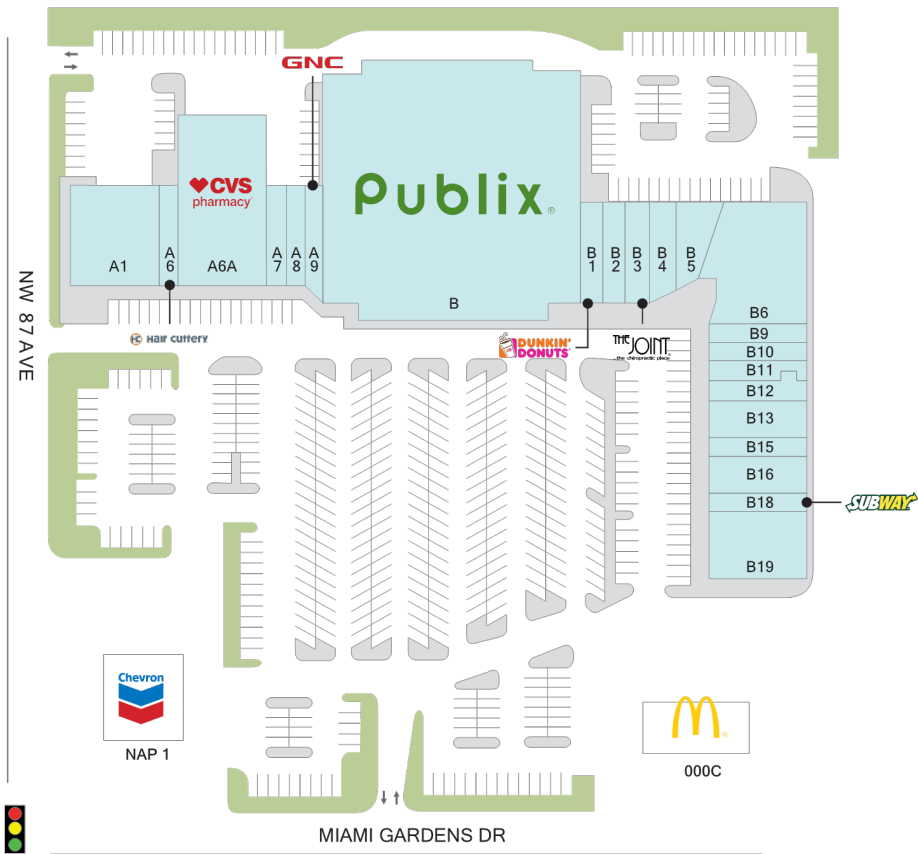 GNC
CVS
pharmacy
Publix®
A1
A
6
A6A
A
7
A
8
A
9
B
B
1
B
2
B
3
B
4
B
5
B6
B9
B10
B11
B12
B13
B15
B16
B18
B19
HC Hair Cuttery
DUNKIN'
DONUTS®
THE JOINT®
...the chiropractic place
SUBWAY
NW 87 AVE
Chevron
NAP 1
M®
000C
MIAMI GARDENS DR